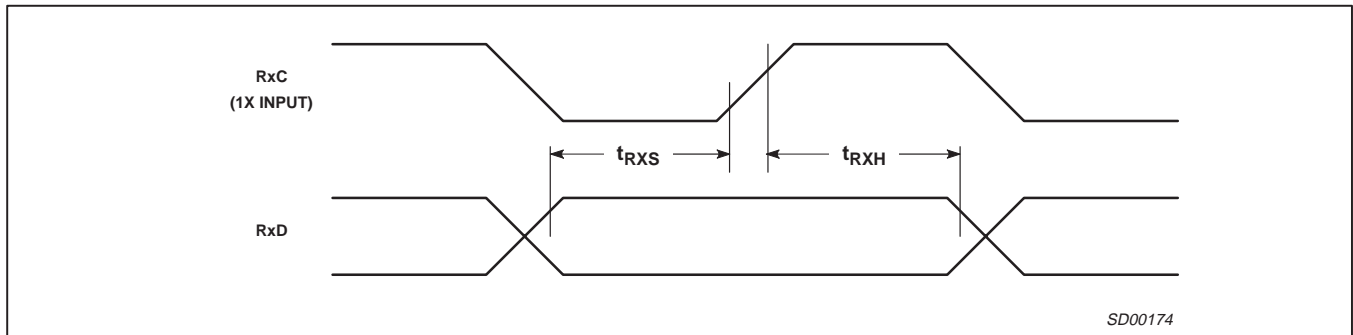 RxC
(1X INPUT)
tRXS
tRXH
RxD
SD00174